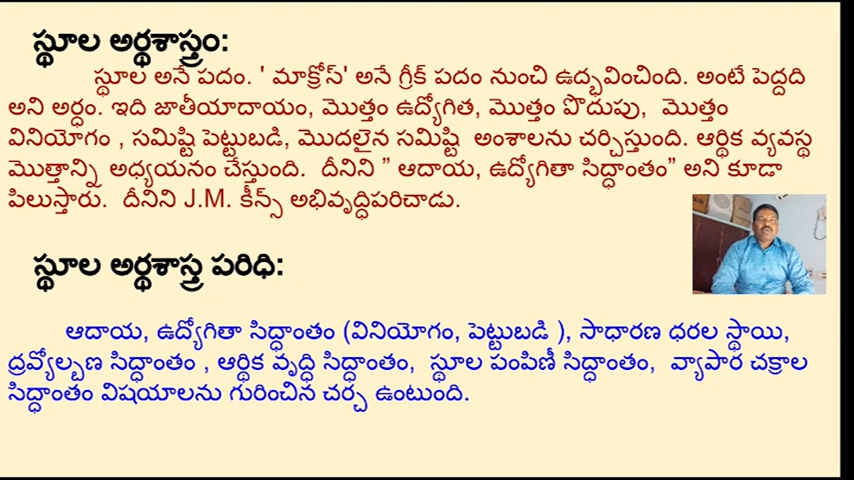 స్థూల అర్థశాస్త్రం:
స్థూల అనే పదం. ' మాక్రోస్' అనే గ్రీక్ పదం నుంచి ఉద్భవించింది. అంటే పెద్దది
అని అర్ధం. ఇది జాతీయాదాయం, మొత్తం ఉద్యోగిత, మొత్తం పొదుపు, మొత్తం
వినియోగం , సమిష్టి పెట్టుబడి, మొదలైన సమిష్టి అంశాలను చర్చిస్తుంది. ఆర్థిక వ్యవస్థ
మొత్తాన్ని అధ్యయనం చేస్తుంది. దీనిని ” ఆదాయ, ఉద్యోగితా సిద్ధాంతం” అని కూడా
పిలుస్తారు. దీనిని J.M. కీన్స్ అభివృద్ధిపరిచాడు.
స్థూల అర్థశాస్త్ర పరిధి:
ఆదాయ, ఉద్యోగితా సిద్ధాంతం (వినియోగం, పెట్టుబడి ), సాధారణ ధరల స్థాయి,
ద్రవ్యోల్బణ సిద్ధాంతం , ఆర్థిక వృద్ధి సిద్ధాంతం, స్థూల పంపిణీ సిద్ధాంతం, వ్యాపార చక్రాల
సిద్ధాంతం విషయాలను గురించిన చర్చ ఉంటుంది.